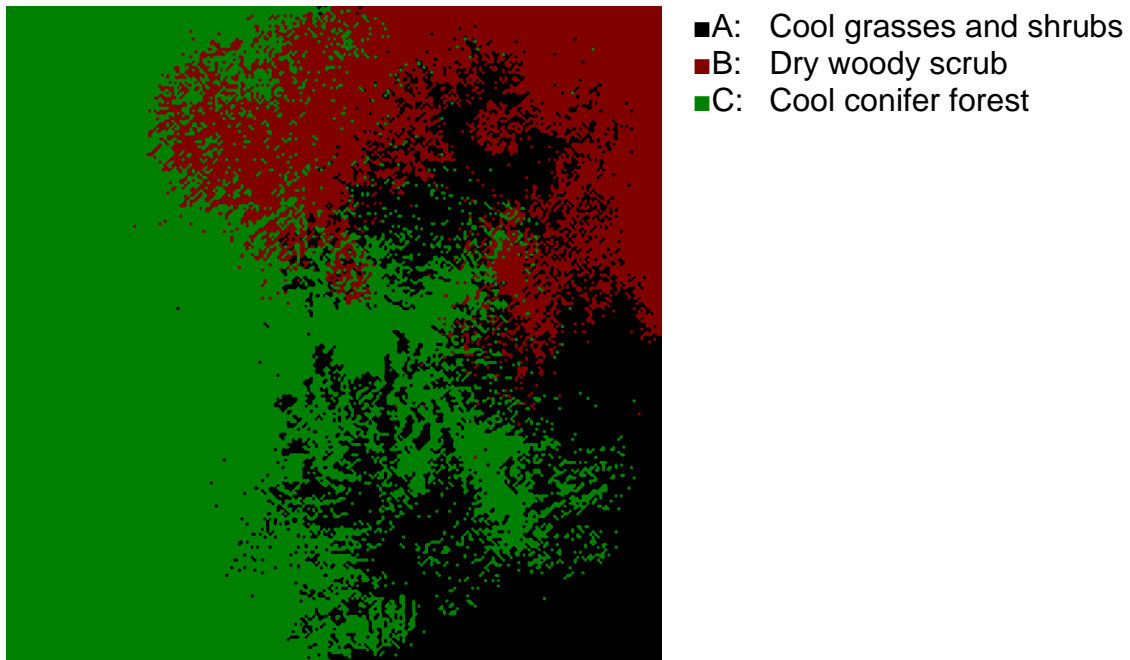 A: Cool grasses and shrubs
B: Dry woody scrub
C: Cool conifer forest